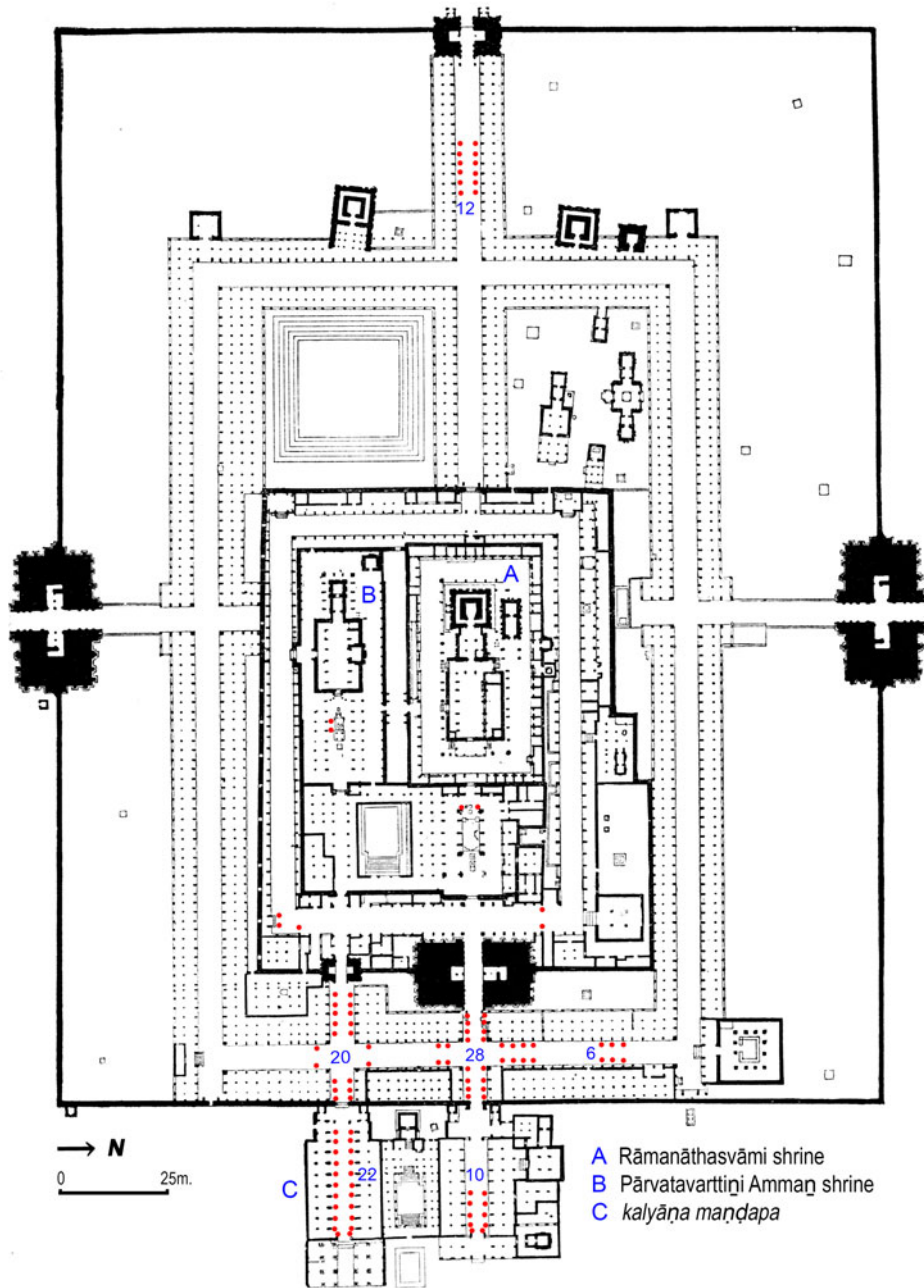 12
A
B
20
28
6
22
10
C
N
0 25m.
A Rāmanāthasvāmi shrine
B Pārvatavarttiṉi Ammaṉ shrine
C kalyāṇa maṇḍapa